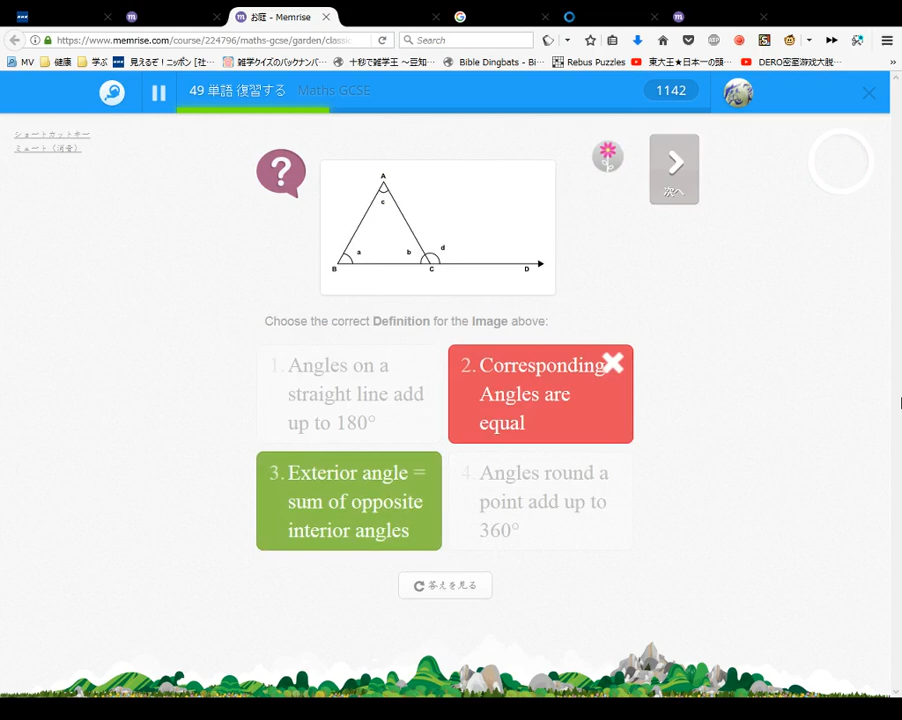 お庭 - Memrise
https://www.memrise.com/course/224796/maths-gcse/garden/classic
Search
MV
健康
学ぶ
見えるぞ！ニッポン [社…
雑学クイズのバックナンバ…
十秒で雑学王 ～豆知…
Bible Dingbats - Bi…
Rebus Puzzles
東大王★日本一の頭…
DERO密室游戏大脱…
49 単語 復習する Maths GCSE
1142
ショートカットキー
ミュート（消音）
?
次へ
A
c
a
b
d
B
C
D
Choose the correct Definition for the Image above:
1. Angles on a
straight line add
up to 180°
2. Corresponding
Angles are
equal
3. Exterior angle =
sum of opposite
interior angles
4. Angles round a
point add up to
360°
答えを見る